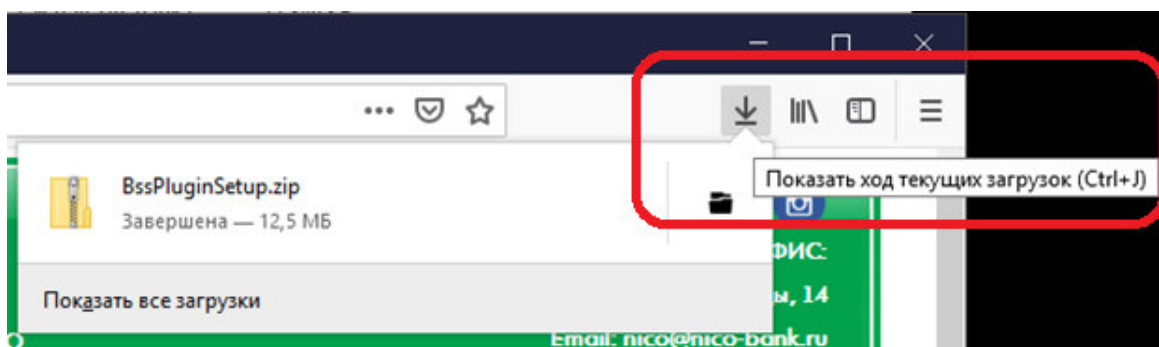 BssPluginSetup.zip
Завершена — 12,5 МБ
Показать ход текущих загрузок (Ctrl+J)
Показать все загрузки
ы, 14
Email: nico@nico-bank.ru